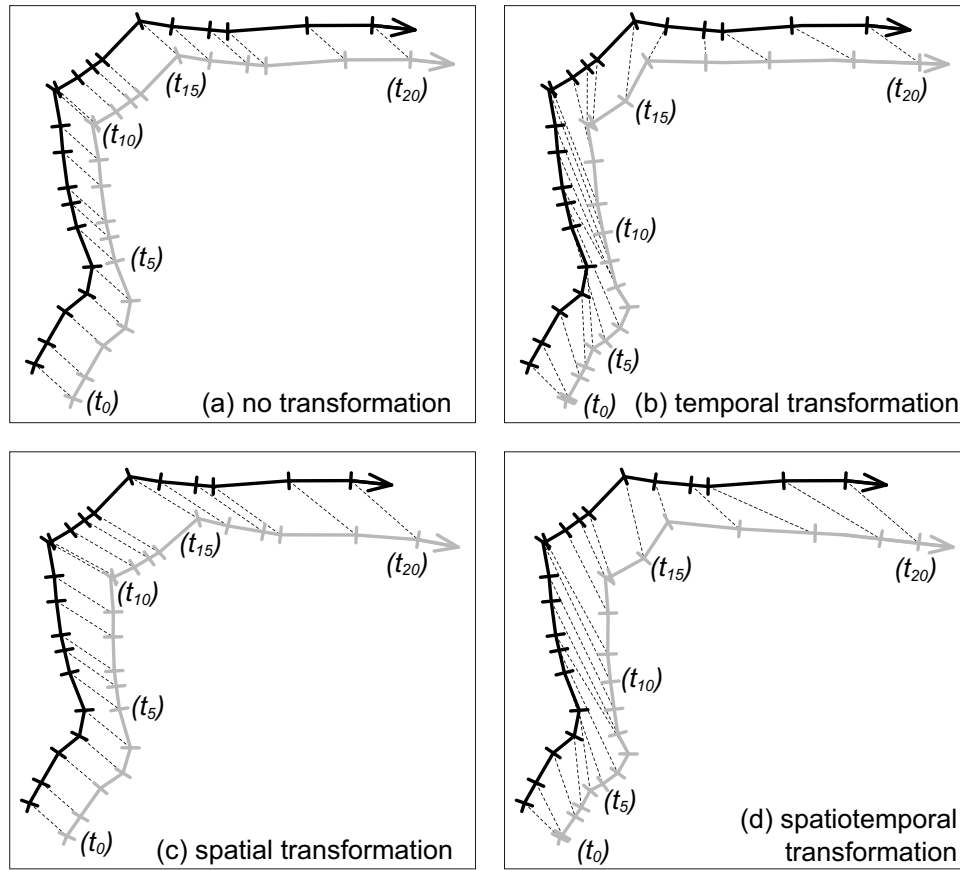 (t15)
(t20)
(t10)
(t5)
(t0)
(a) no transformation
(t20)
(t15)
(t10)
(t5)
(t0)
(b) temporal transformation
(t15)
(t20)
(t10)
(t5)
(t0)
(c) spatial transformation
(t15)
(t20)
(t10)
(t5)
(t0)
(d) spatiotemporal
transformation